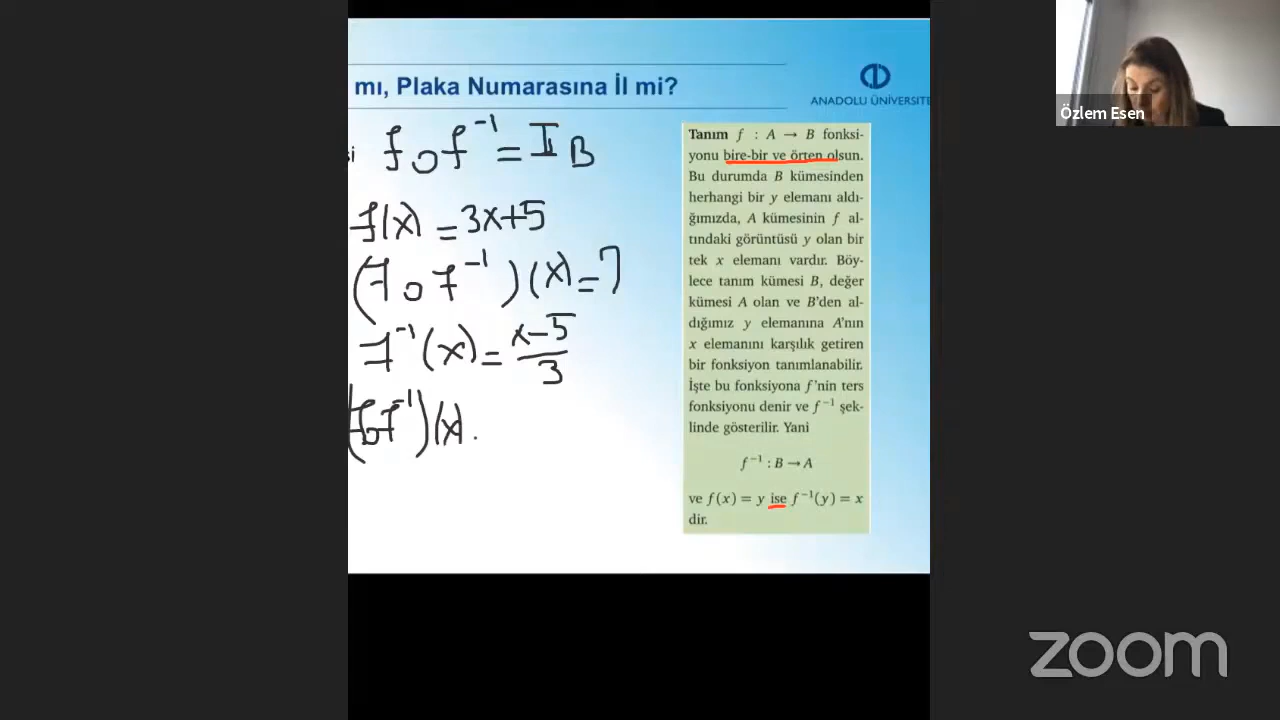 mı, Plaka Numarasına İl mi?
ANADOLU ÜNİVERSİTE
Özlem Esen
si
f o f⁻¹ = I B
f(x) = 3x+5
(f o f⁻¹)(x) = ?
f⁻¹(x) = x-5
3
(f o f⁻¹)(x) .
Tanım f : A → B fonksi-
yonu bire-bir ve örten olsun.
Bu durumda B kümesinden
herhangi bir y elemanı aldı-
ğımızda, A kümesinin f al-
tındaki görüntüsü y olan bir
tek x elemanı vardır. Böy-
lece tanım kümesi B, değer
kümesi A olan ve B'den al-
dığımız y elemanına A'nın
x elemanını karşılık getiren
bir fonksiyon tanımlanabilir.
İşte bu fonksiyona f'nin ters
fonksiyonu denir ve f⁻¹ şek-
linde gösterilir. Yani
f⁻¹ : B → A
ve f(x) = y ise f⁻¹(y) = x
dir.
zoom